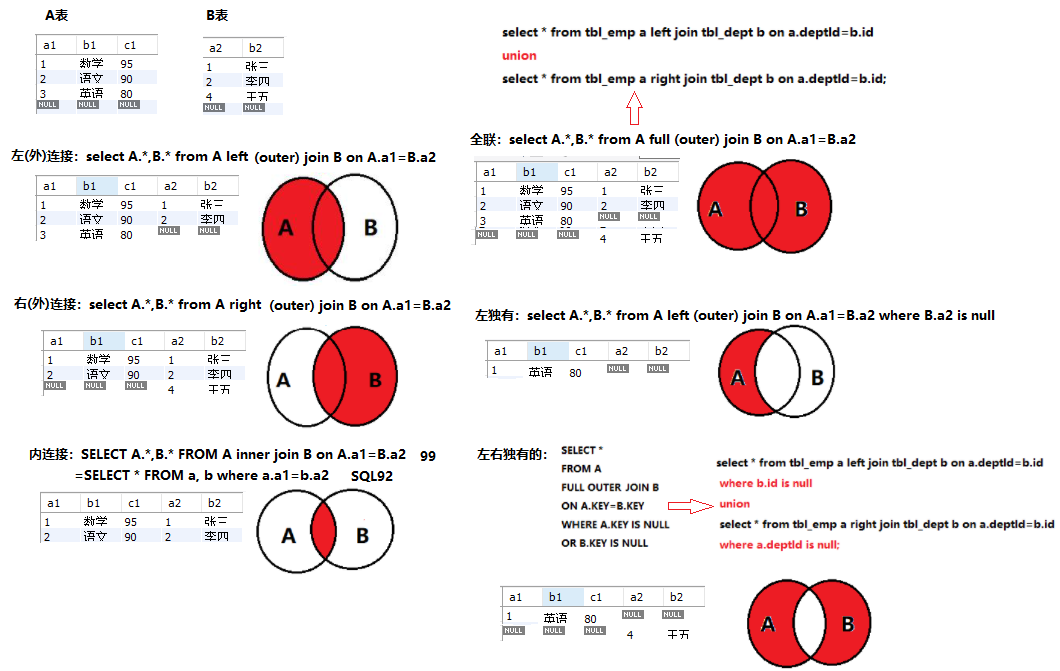 A表
a1 b1 c1
1 数学 95
2 语文 90
3 英语 80
NULL NULL NULL
B表
a2 b2
1 张三
2 李四
4 王五
NULL NULL
左(外)连接：select A.*,B.* from A left (outer) join B on A.a1=B.a2
a1 b1 c1 a2 b2
1 数学 95 1 张三
2 语文 90 2 李四
3 英语 80 NULL NULL
A B
右(外)连接：select A.*,B.* from A right (outer) join B on A.a1=B.a2
a1 b1 c1 a2 b2
1 数学 95 1 张三
2 语文 90 2 李四
NULL NULL NULL 4 王五
A B
内连接：SELECT A.*,B.* FROM A inner join B on A.a1=B.a2 99
=SELECT * FROM a, b where a.a1=b.a2 SQL92
a1 b1 c1 a2 b2
1 数学 95 1 张三
2 语文 90 2 李四
A B
select * from tbl_emp a left join tbl_dept b on a.deptId=b.id
union
select * from tbl_emp a right join tbl_dept b on a.deptId=b.id;
全联：select A.*,B.* from A full (outer) join B on A.a1=B.a2
a1 b1 c1 a2 b2
1 数学 95 1 张三
2 语文 90 2 李四
3 英语 80 NULL NULL
NULL NULL NULL 4 王五
A B
左独有：select A.*,B.* from A left (outer) join B on A.a1=B.a2 where B.a2 is null
a1 b1 c1 a2 b2
1 英语 80 NULL NULL
A B
左右独有的：
SELECT *
FROM A
FULL OUTER JOIN B
ON A.KEY=B.KEY
WHERE A.KEY IS NULL
OR B.KEY IS NULL
select * from tbl_emp a left join tbl_dept b on a.deptId=b.id
where b.id is null
union
select * from tbl_emp a right join tbl_dept b on a.deptId=b.id
where a.deptId is null;
a1 b1 c1 a2 b2
1 英语 80 NULL NULL
NULL NULL NULL 4 王五
A B